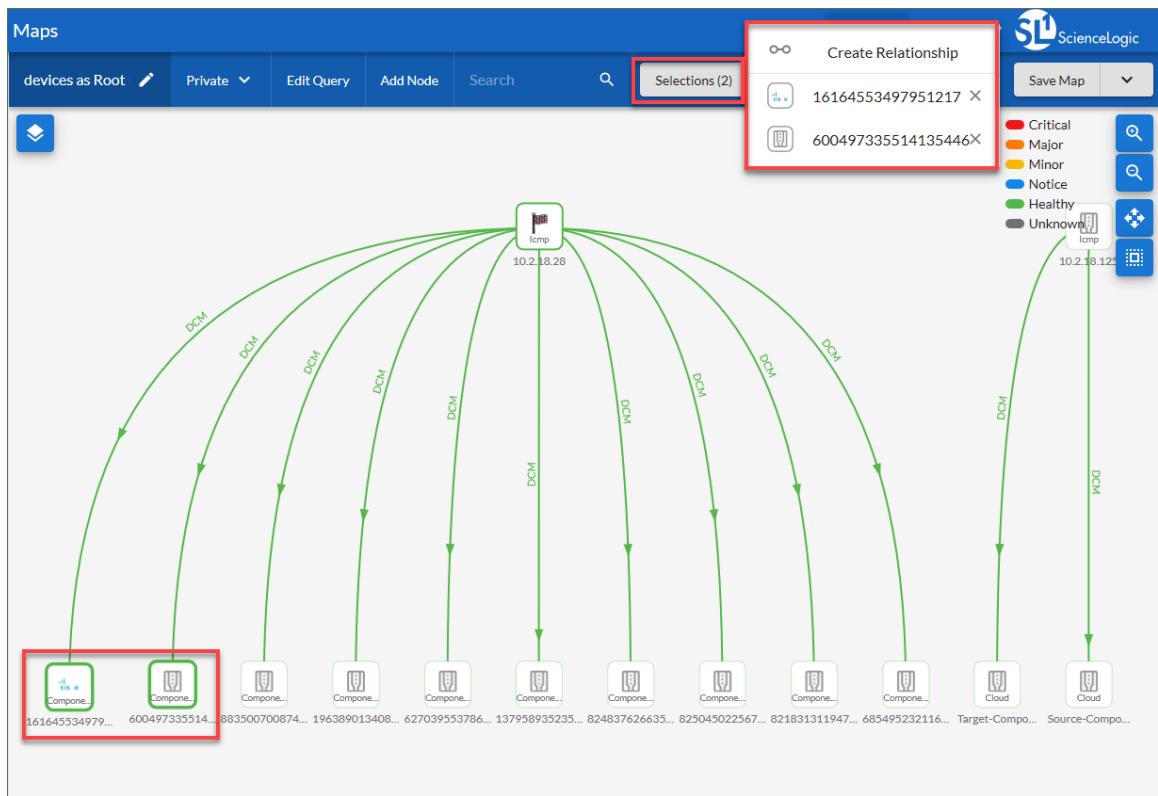 Maps
SL1 ScienceLogic
devices as Root
Private
Edit Query
Add Node
Search
Selections (2)
Save Map
Create Relationship
16164553497951217
600497335514135446
Critical
Major
Minor
Notice
Healthy
Unknown
Icmp
10.2.18.28
Icmp
10.2.18.125
DCM
DCM
DCM
DCM
DCM
DCM
DCM
DCM
DCM
DCM
DCM
DCM
Compone...
Compone...
Compone...
Compone...
Compone...
Compone...
Compone...
Compone...
Compone...
Compone...
Cloud
Cloud
161645534979...
600497335514...
883500700874...
196389013408...
627039553786...
137958935235...
824837626635...
825045022567...
821831311947...
685495232116...
Target-Compo...
Source-Compo...